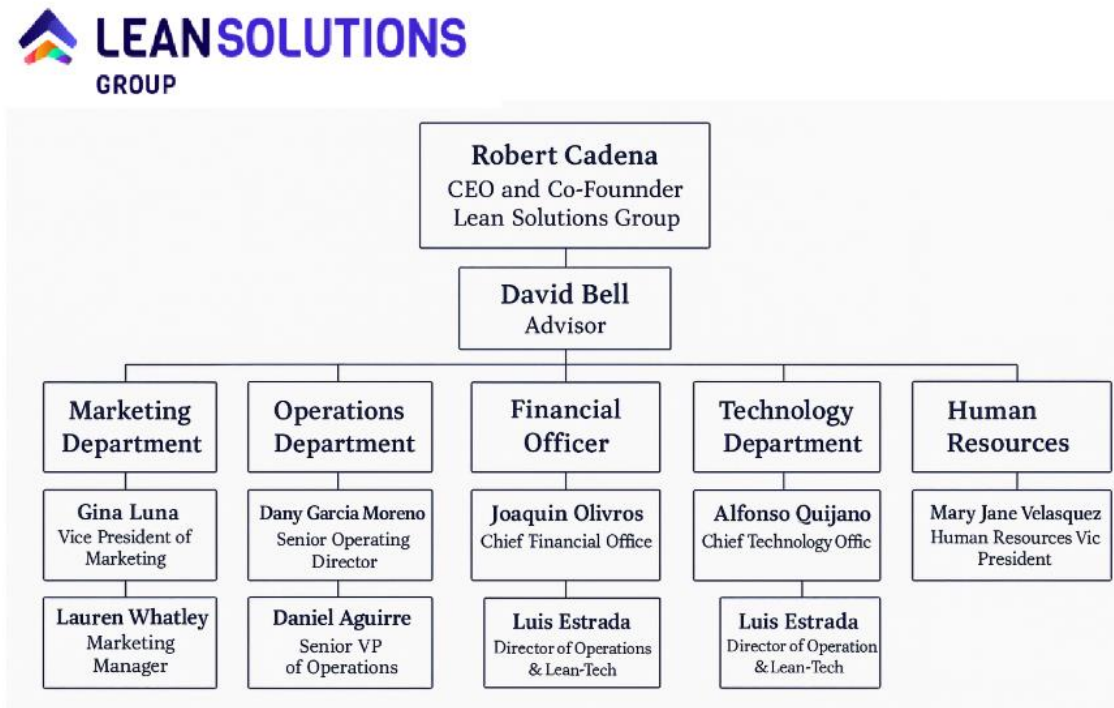 LEAN SOLUTIONS
GROUP
Robert Cadena
CEO and Co-Founnder
Lean Solutions Group
David Bell
Advisor
Marketing
Department
Operations
Department
Financial
Officer
Technology
Department
Human
Resources
Gina Luna
Vice President of
Marketing
Dany Garcia Moreno
Senior Operating
Director
Joaquin Olivros
Chief Financial Office
Alfonso Quijano
Chief Technology Offic
Mary Jane Velasquez
Human Resources Vic
President
Lauren Whatley
Marketing
Manager
Daniel Aguirre
Senior VP
of Operations
Luis Estrada
Director of Operations
& Lean-Tech
Luis Estrada
Director of Operation
& Lean-Tech